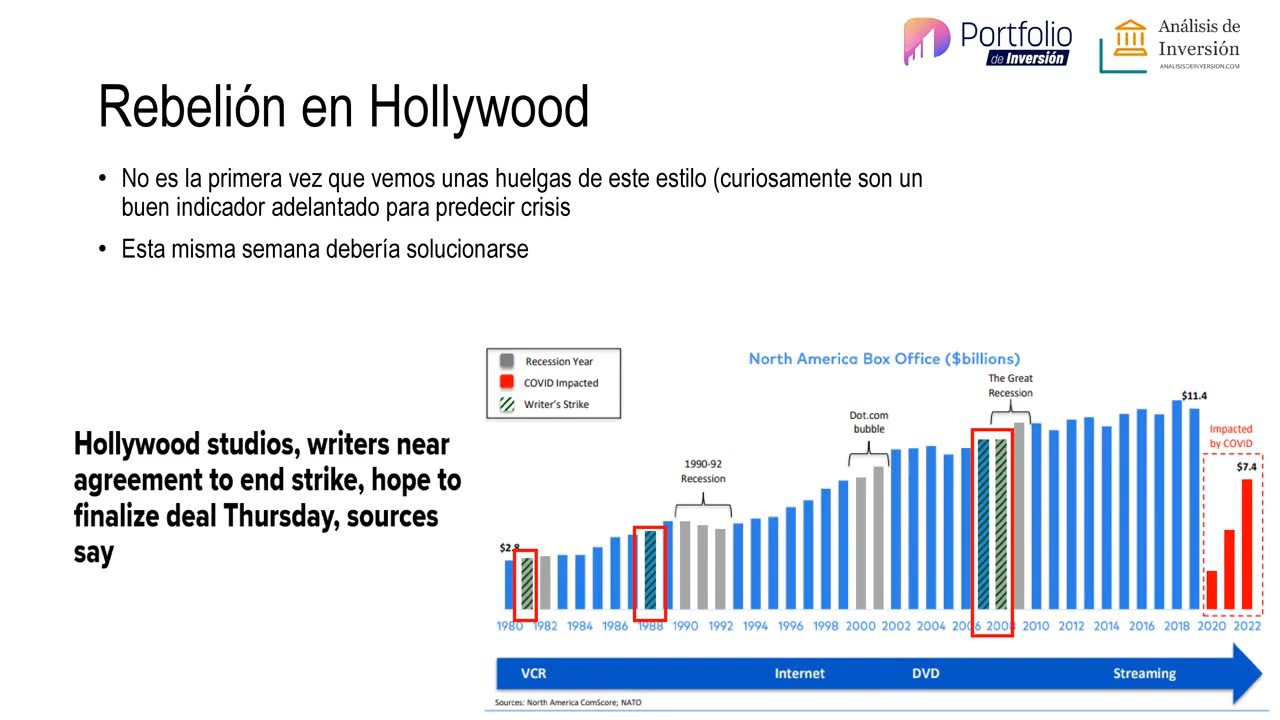 Portfolio
de Inversión
Análisis de
Inversión
ANALISISDEINVERSION.COM
Rebelión en Hollywood
• No es la primera vez que vemos unas huelgas de este estilo (curiosamente son un
buen indicador adelantado para predecir crisis
• Esta misma semana debería solucionarse
Hollywood studios, writers near
agreement to end strike, hope to
finalize deal Thursday, sources
say
Recession Year
COVID Impacted
Writer's Strike
North America Box Office ($billions)
The Great
Recession
Dot.com
bubble
1990-92
Recession
$11.4
Impacted
by COVID
$7.4
$2.8
1980 1982 1984 1986 1988 1990 1992 1994 1996 1998 2000 2002 2004 2006 2008 2010 2012 2014 2016 2018 2020 2022
VCR Internet DVD Streaming
Sources: North America ComScore; NATO